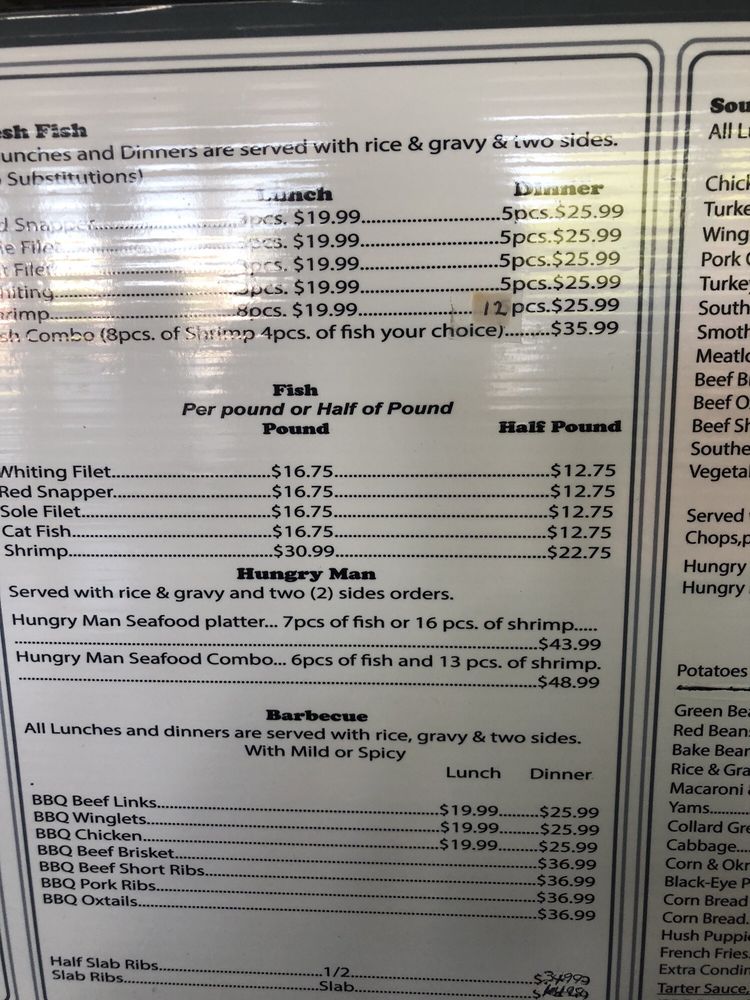 esh Fish
unches and Dinners are served with rice & gravy & two sides.
Substitutions)
Lunch Dinner
d Snapper..............3pcs. $19.99......................5pcs.$25.99
e Filet..............pcs. $19.99......................5pcs.$25.99
t Filet..............pcs. $19.99......................5pcs.$25.99
hiting..............3pcs. $19.99......................5pcs.$25.99
rimp..............8pcs. $19.99......................12 pcs.$25.99
sh Combo (8pcs. of Shrimp 4pcs. of fish your choice)........$35.99
Fish
Per pound or Half of Pound
Pound Half Pound
Whiting Filet..............$16.75......................$12.75
Red Snapper..............$16.75......................$12.75
Sole Filet..............$16.75......................$12.75
Cat Fish..............$16.75......................$12.75
Shrimp..............$30.99......................$22.75
Hungry Man
Served with rice & gravy and two (2) sides orders.
Hungry Man Seafood platter... 7pcs of fish or 16 pcs. of shrimp.....
......................$43.99
Hungry Man Seafood Combo... 6pcs of fish and 13 pcs. of shrimp.
......................$48.99
Barbecue
All Lunches and dinners are served with rice, gravy & two sides.
With Mild or Spicy
Lunch Dinner
BBQ Beef Links......................$19.99........$25.99
BBQ Winglets......................$19.99........$25.99
BBQ Chicken......................$19.99........$25.99
BBQ Beef Brisket......................$36.99
BBQ Beef Short Ribs......................$36.99
BBQ Pork Ribs......................$36.99
BBQ Oxtails......................$36.99
Half Slab Ribs......................1/2......................
Slab Ribs......................Slab......................
Sou
All Lu
Chick
Turke
Wing
Pork C
Turkey
South
Smoth
Meatlo
Beef Br
Beef O
Beef Sh
Southe
Vegeta
Served
Chops,p
Hungry
Hungry
Potatoes
Green Bea
Red Bean
Bake Bean
Rice & Gra
Macaroni
Yams........
Collard Gre
Cabbage....
Corn & Okr
Black-Eye P
Corn Bread
Corn Bread.
Hush Puppi
French Fries
Extra Condi
Tarter Sauce,